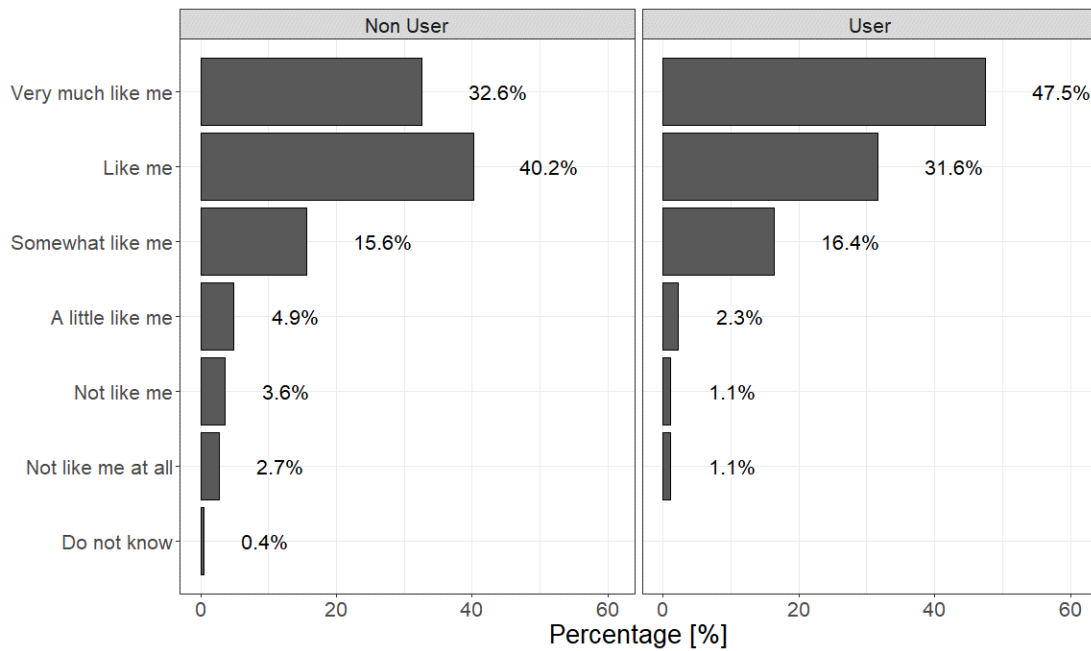 Non User User
Very much like me 32.6% 47.5%
Like me 40.2% 31.6%
Somewhat like me 15.6% 16.4%
A little like me 4.9% 2.3%
Not like me 3.6% 1.1%
Not like me at all 2.7% 1.1%
Do not know 0.4%
0 20 40 60 0 20 40 60
Percentage [%]